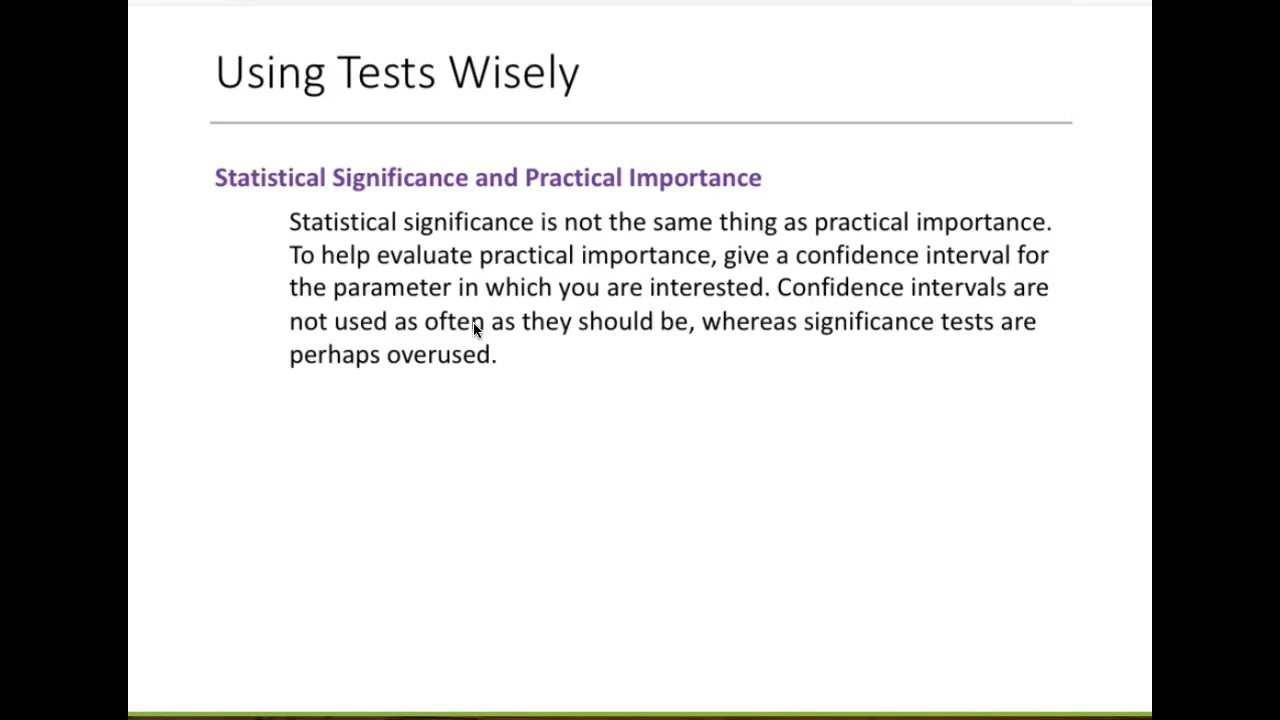 Using Tests Wisely
Statistical Significance and Practical Importance
Statistical significance is not the same thing as practical importance.
To help evaluate practical importance, give a confidence interval for
the parameter in which you are interested. Confidence intervals are
not used as often as they should be, whereas significance tests are
perhaps overused.